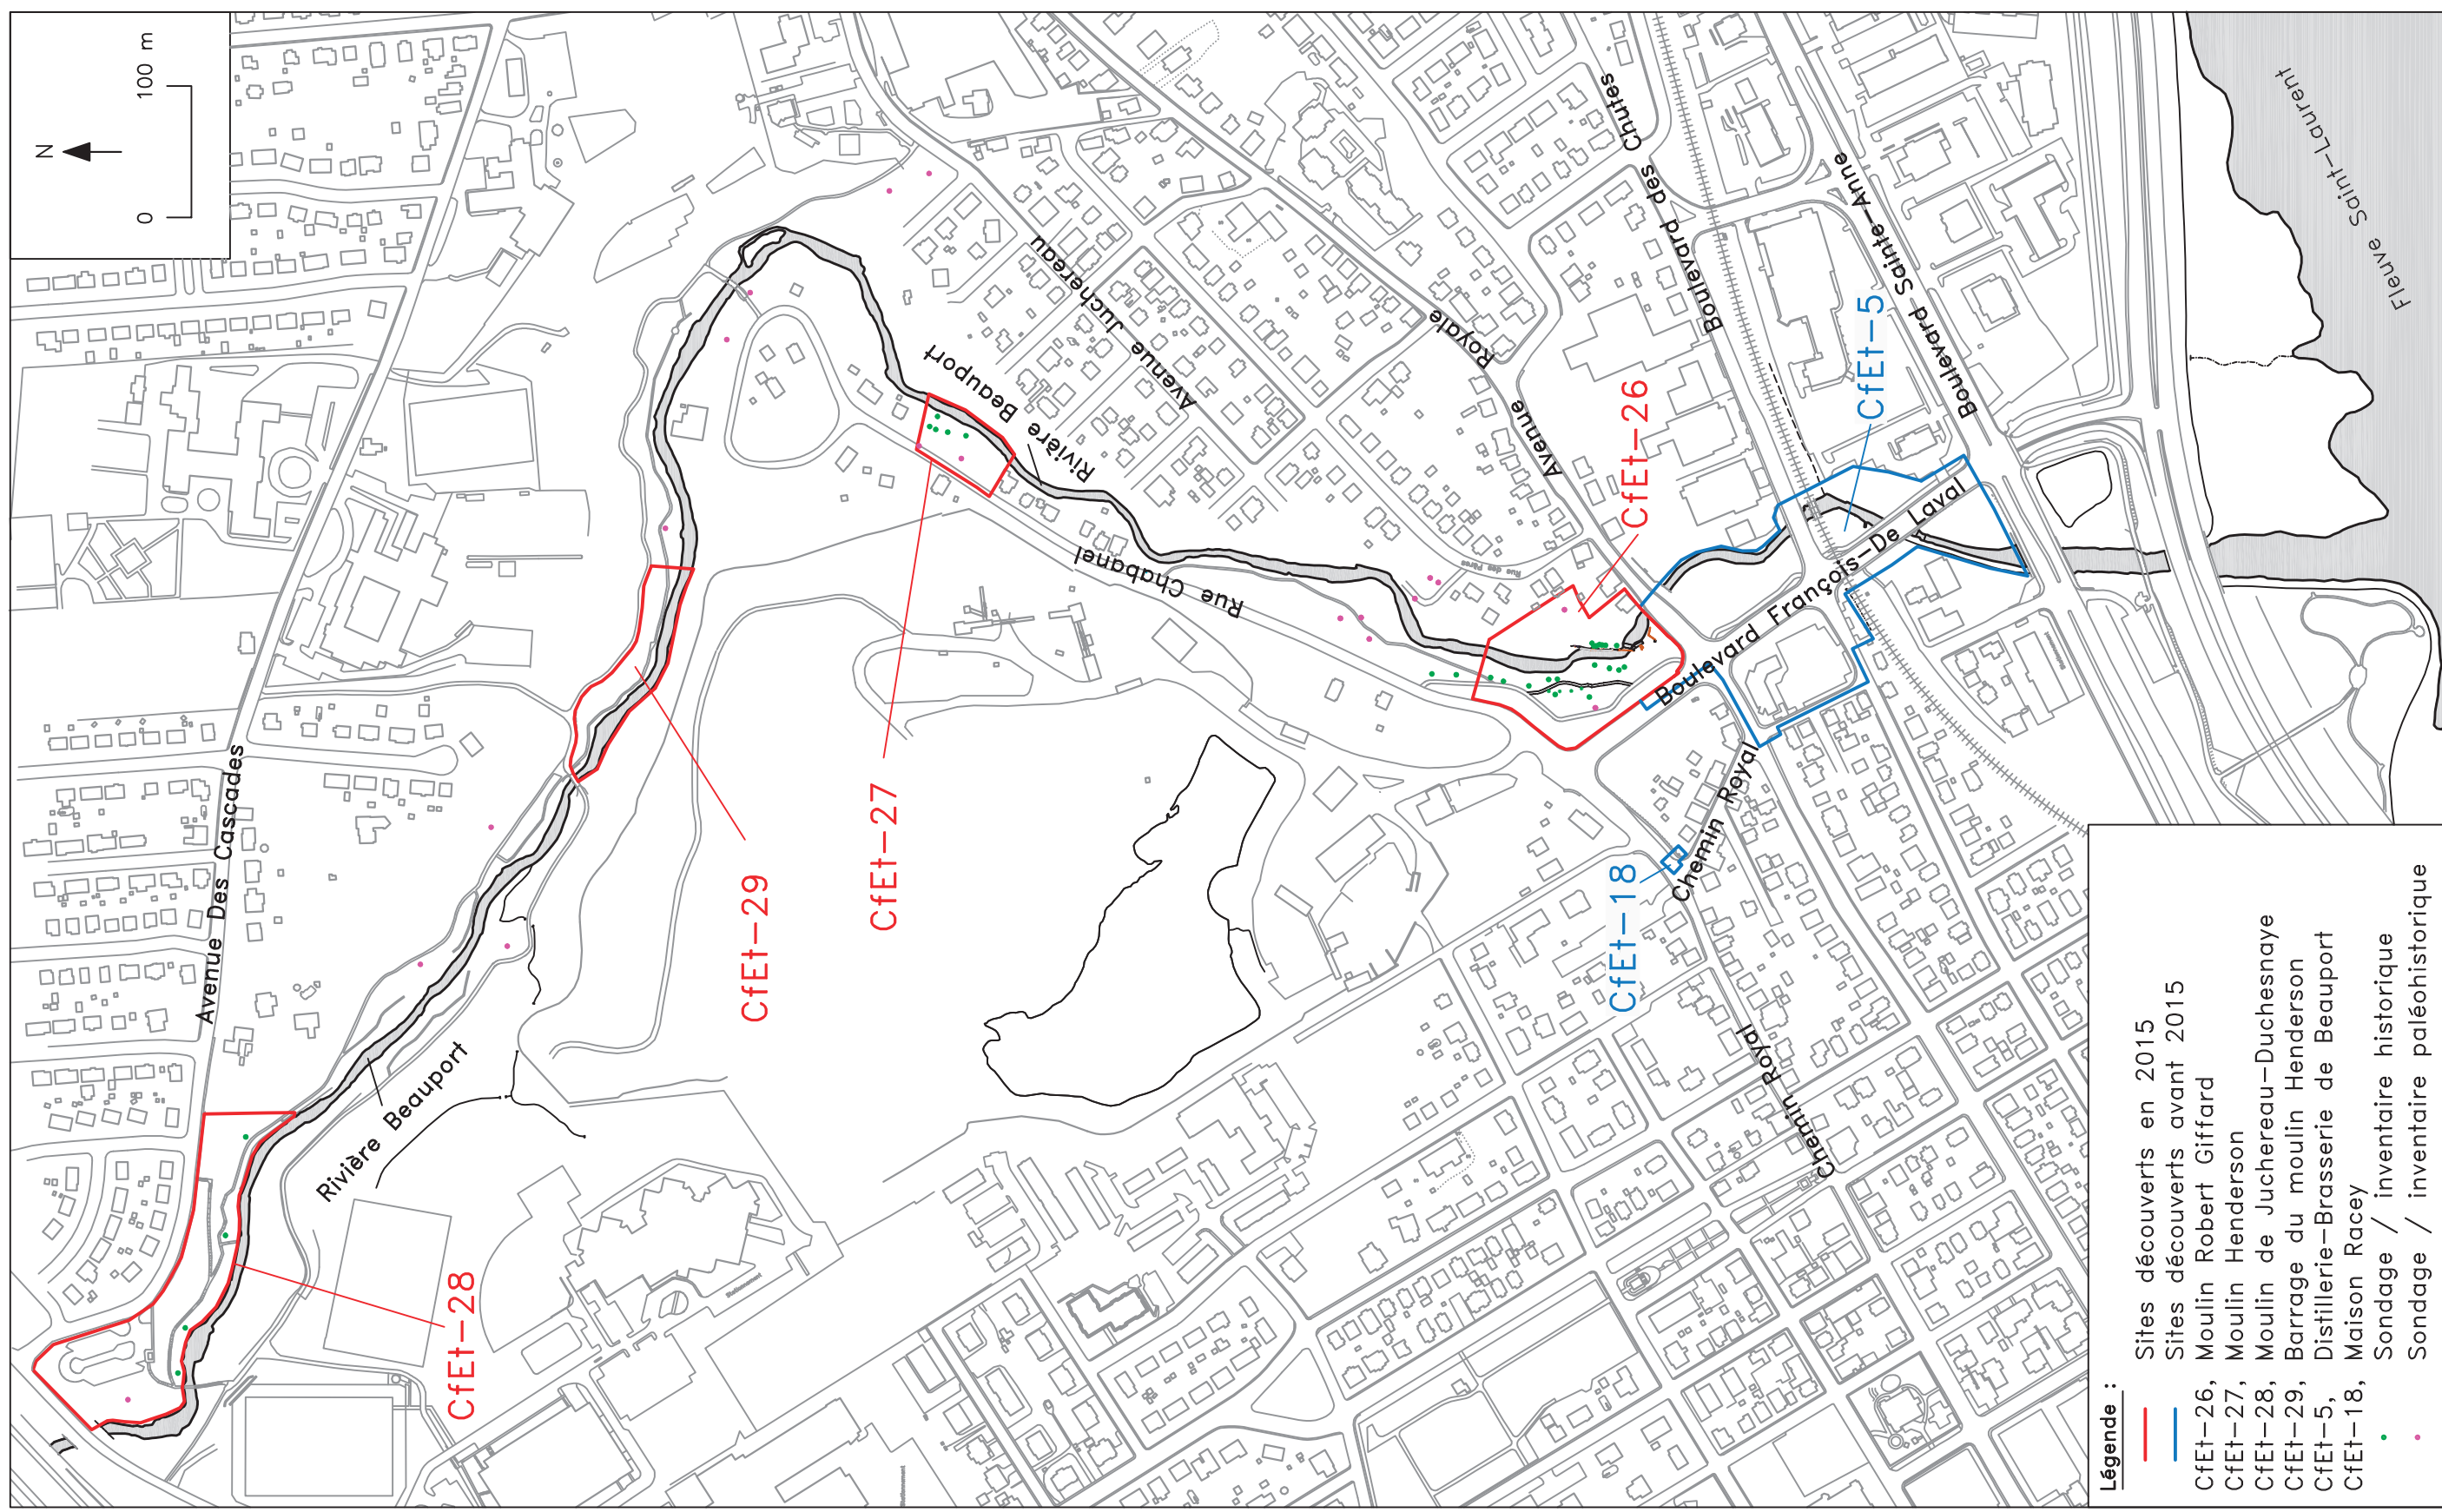 N
0 100 m
Avenue Des Cascades
Rivière Beauport
CfEt-28
CfEt-29
CfEt-27
Rivière Beauport
Avenue Juchereau
Rue Chabanel
Rue des Pères
Avenue Royale
CfEt-26
Boulevard des Chutes
Boulevard Sainte-Anne
CfEt-5
Boulevard François-De Laval
Chemin Royal
CfEt-18
Chemin Royal
Fleuve Saint-Laurent
Légende :
Sites découverts en 2015
Sites découverts avant 2015
CfEt-26, Moulin Robert Giffard
CfEt-27, Moulin Henderson
CfEt-28, Moulin de Juchereau-Duchesnaye
CfEt-29, Barrage du moulin Henderson
CfEt-5, Distillerie-Brasserie de Beauport
CfEt-18, Maison Racey
Sondage / inventaire historique
Sondage / inventaire paléohistorique